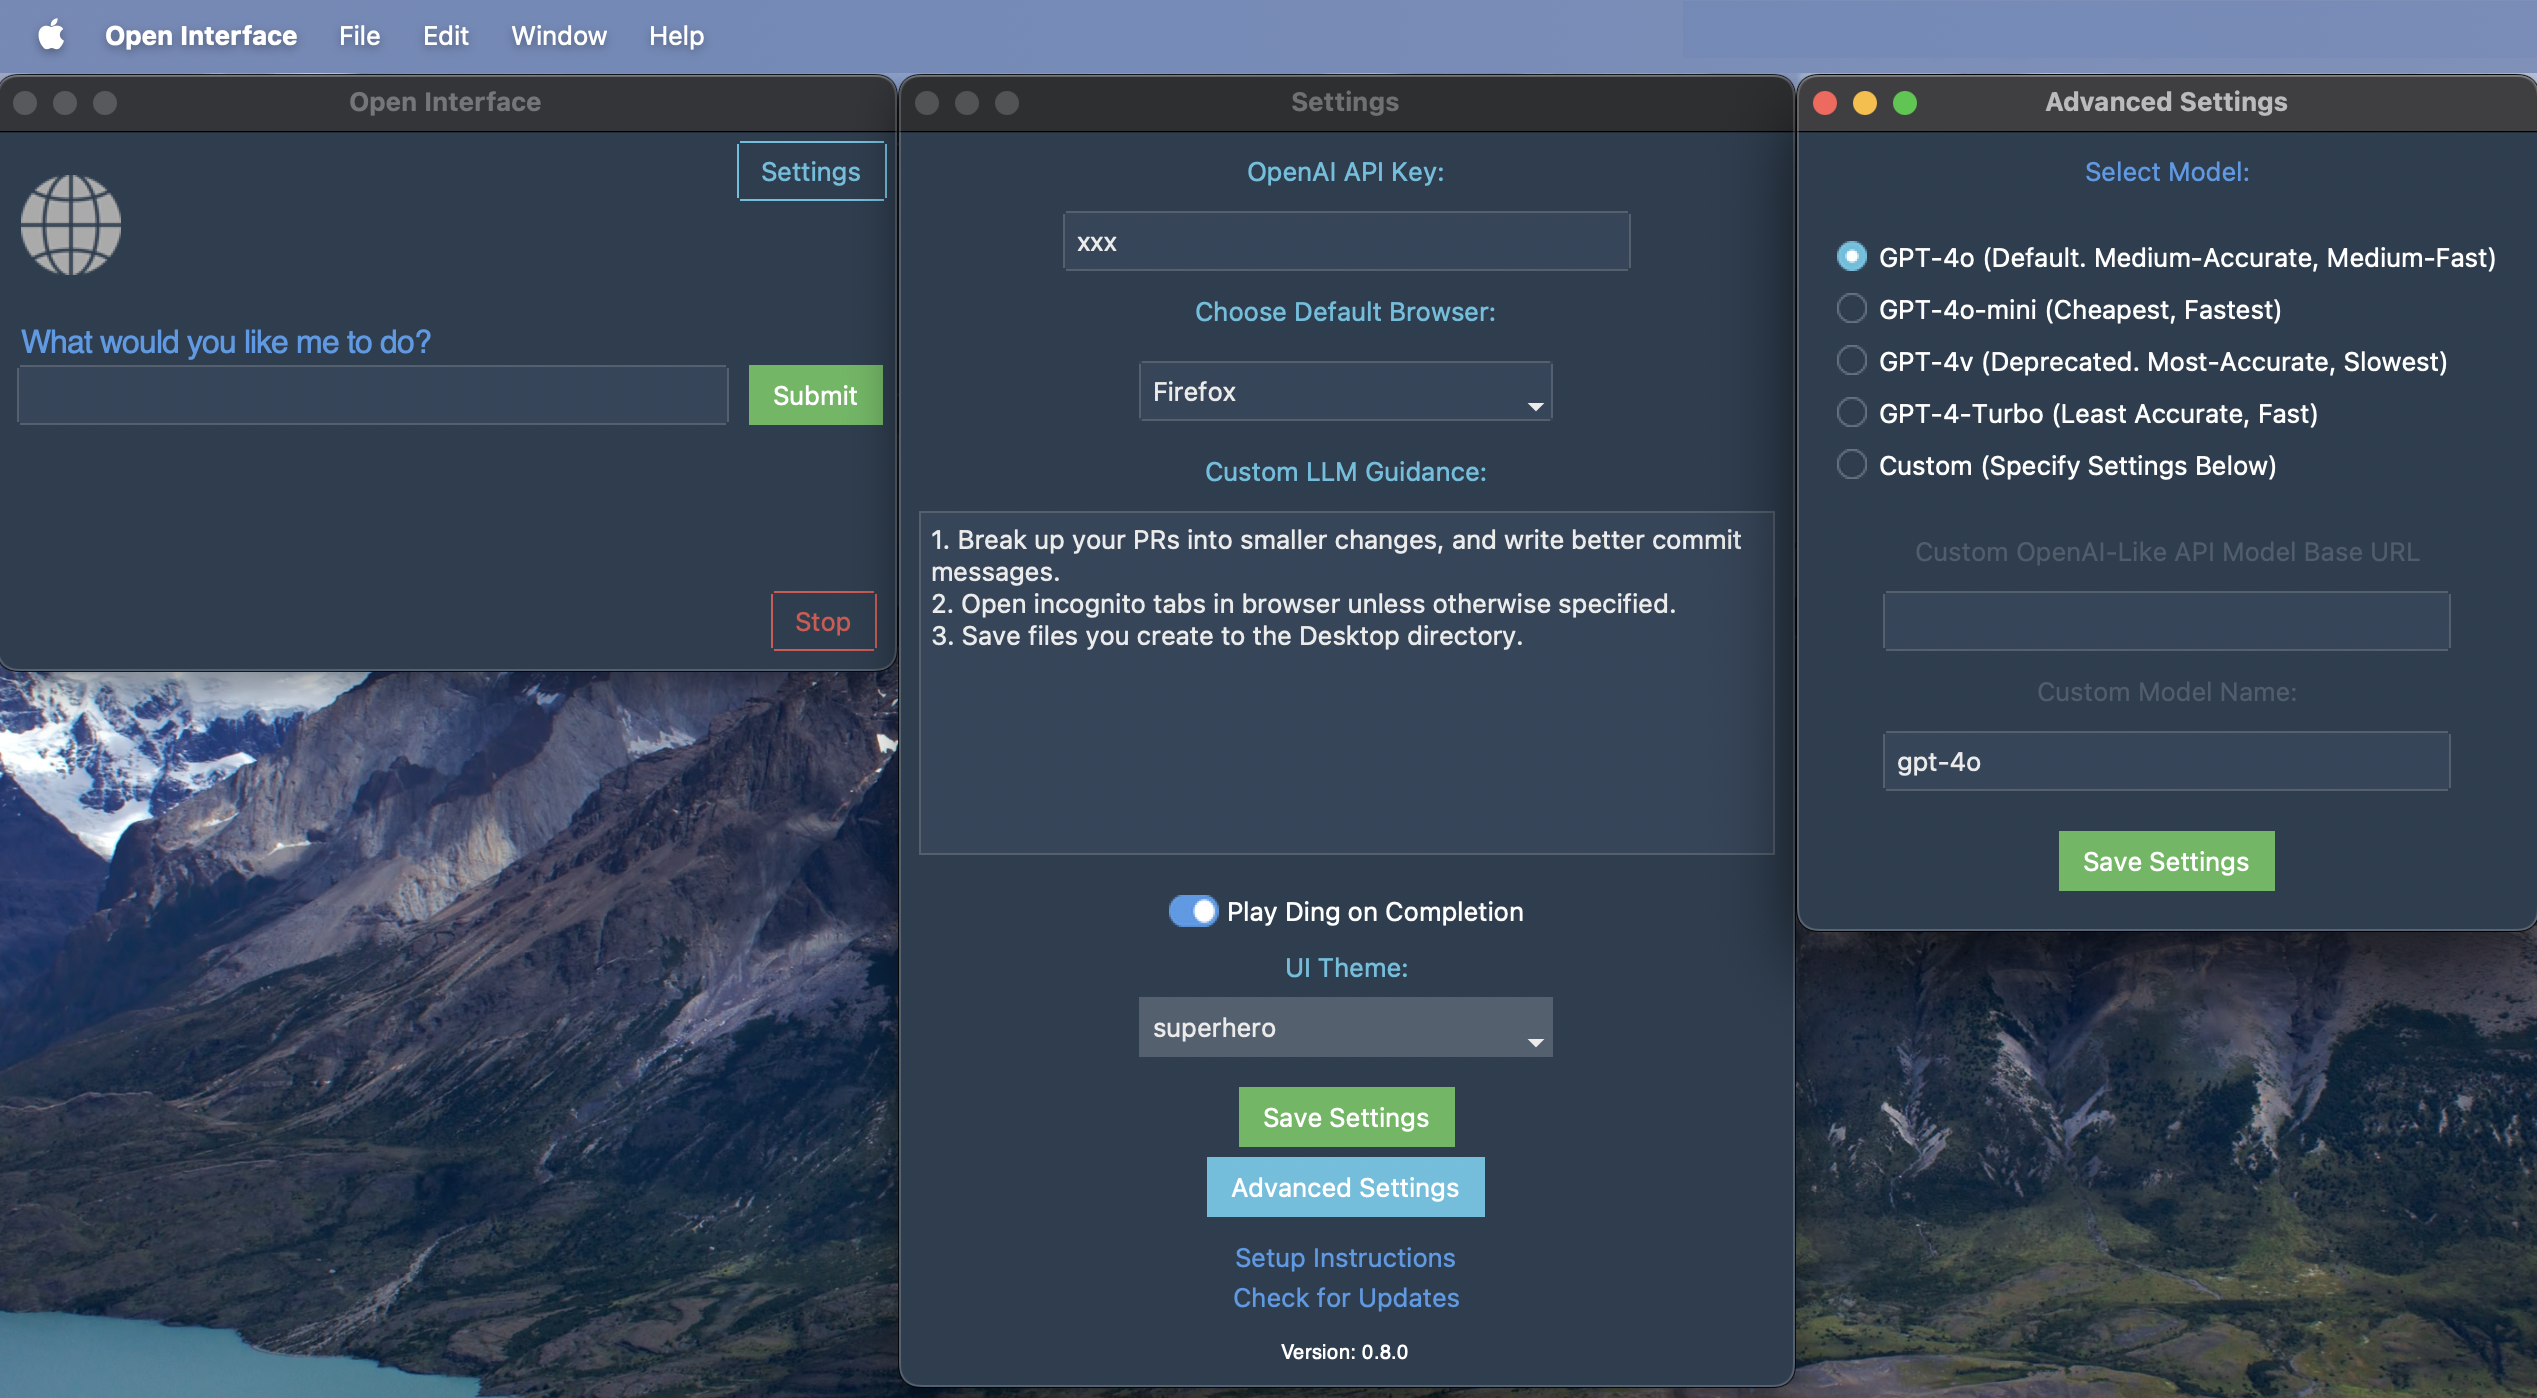 Open Interface File Edit Window Help
Open Interface
Settings
What would you like me to do?
Submit
Stop
Settings
OpenAI API Key:
xxx
Choose Default Browser:
Firefox
Custom LLM Guidance:
1. Break up your PRs into smaller changes, and write better commit
messages.
2. Open incognito tabs in browser unless otherwise specified.
3. Save files you create to the Desktop directory.
Play Ding on Completion
UI Theme:
superhero
Save Settings
Advanced Settings
Setup Instructions
Check for Updates
Version: 0.8.0
Advanced Settings
Select Model:
GPT-4o (Default. Medium-Accurate, Medium-Fast)
GPT-4o-mini (Cheapest, Fastest)
GPT-4v (Deprecated. Most-Accurate, Slowest)
GPT-4-Turbo (Least Accurate, Fast)
Custom (Specify Settings Below)
Custom OpenAI-Like API Model Base URL
Custom Model Name:
gpt-4o
Save Settings